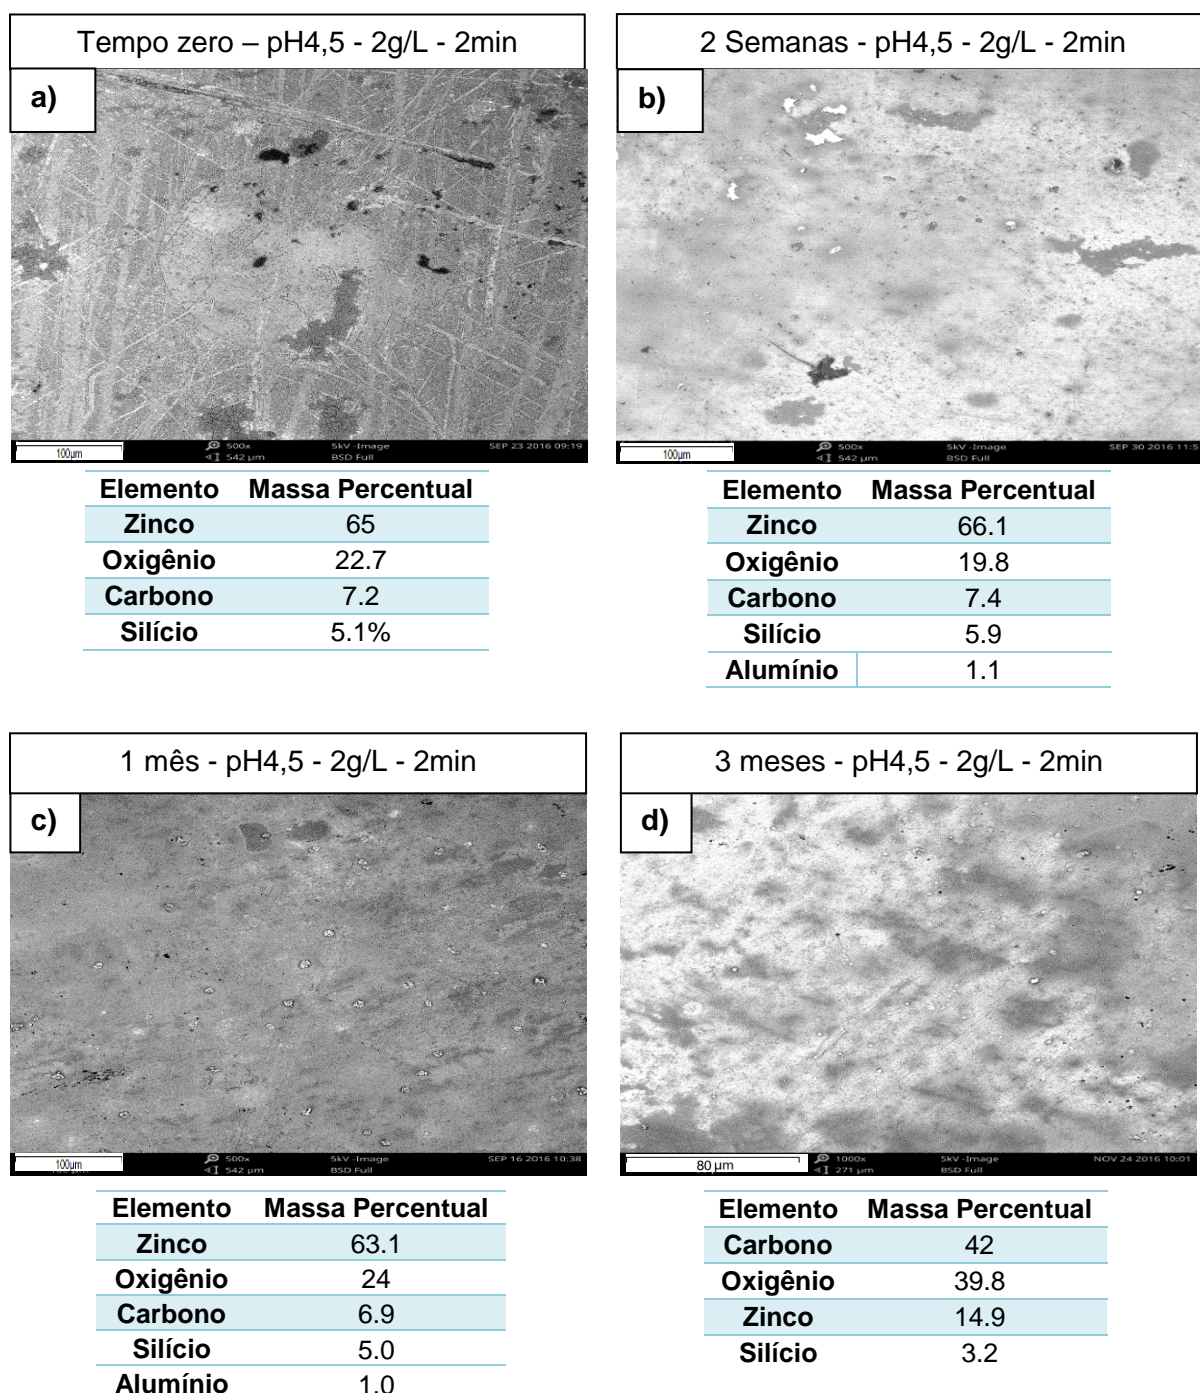 Tempo zero – pH4,5 - 2g/L - 2min
a)
100µm
500x
542 µm
5kV -Image
BSD Full
SEP 23 2016 09:19
Elemento Massa Percentual
Zinco 65
Oxigênio 22.7
Carbono 7.2
Silício 5.1%
2 Semanas - pH4,5 - 2g/L - 2min
b)
100µm
500x
542 µm
5kV -Image
BSD Full
SEP 30 2016 11:5
Elemento Massa Percentual
Zinco 66.1
Oxigênio 19.8
Carbono 7.4
Silício 5.9
Alumínio 1.1
1 mês - pH4,5 - 2g/L - 2min
c)
100µm
500x
542 µm
5kV -Image
BSD Full
SEP 16 2016 10:38
Elemento Massa Percentual
Zinco 63.1
Oxigênio 24
Carbono 6.9
Silício 5.0
Alumínio 1.0
3 meses - pH4,5 - 2g/L - 2min
d)
80 µm
1000x
271 µm
5kV -Image
BSD Full
NOV 24 2016 10:01
Elemento Massa Percentual
Carbono 42
Oxigênio 39.8
Zinco 14.9
Silício 3.2